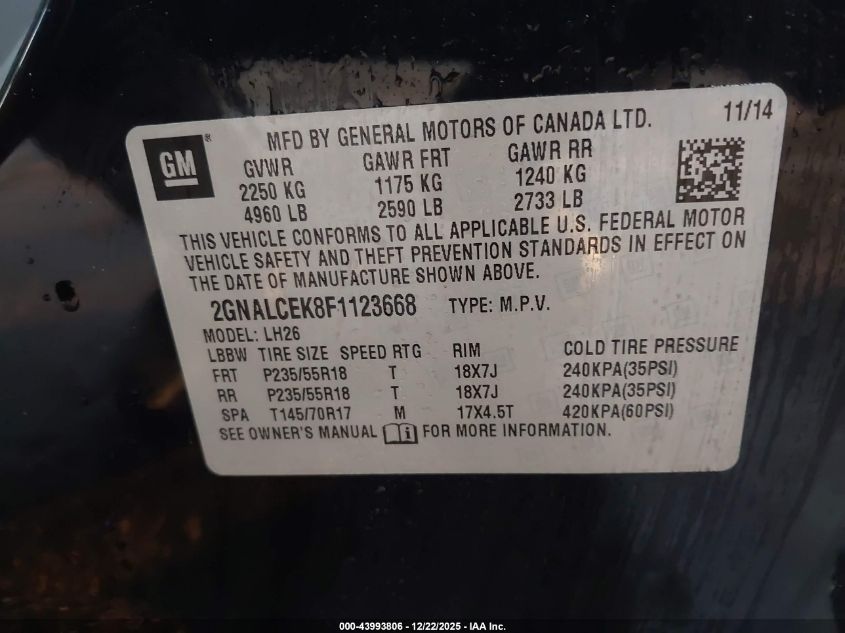 GM ®
MFD BY GENERAL MOTORS OF CANADA LTD. 11/14
GVWR GAWR FRT GAWR RR
2250 KG 1175 KG 1240 KG
4960 LB 2590 LB 2733 LB
THIS VEHICLE CONFORMS TO ALL APPLICABLE U.S. FEDERAL MOTOR
VEHICLE SAFETY AND THEFT PREVENTION STANDARDS IN EFFECT ON
THE DATE OF MANUFACTURE SHOWN ABOVE.
2GNALCEK8F1123668 TYPE: M.P.V.
MODEL: LH26
LBBW TIRE SIZE SPEED RTG RIM COLD TIRE PRESSURE
FRT P235/55R18 T 18X7J 240KPA(35PSI)
RR P235/55R18 T 18X7J 240KPA(35PSI)
SPA T145/70R17 M 17X4.5T 420KPA(60PSI)
SEE OWNER'S MANUAL i FOR MORE INFORMATION.
000-43993806 - 12/22/2025 - IAA Inc.